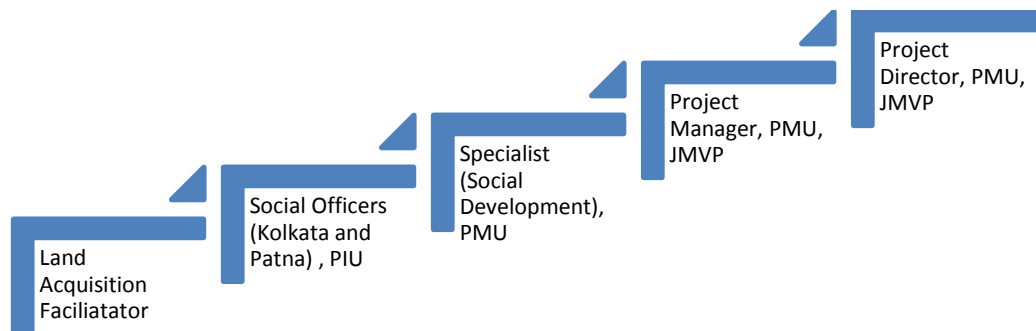 Land
Acquisition
Faciliatator
Social Officers
(Kolkata and
Patna) , PIU
Specialist
(Social
Development),
PMU
Project
Manager, PMU,
JMVP
Project
Director, PMU,
JMVP